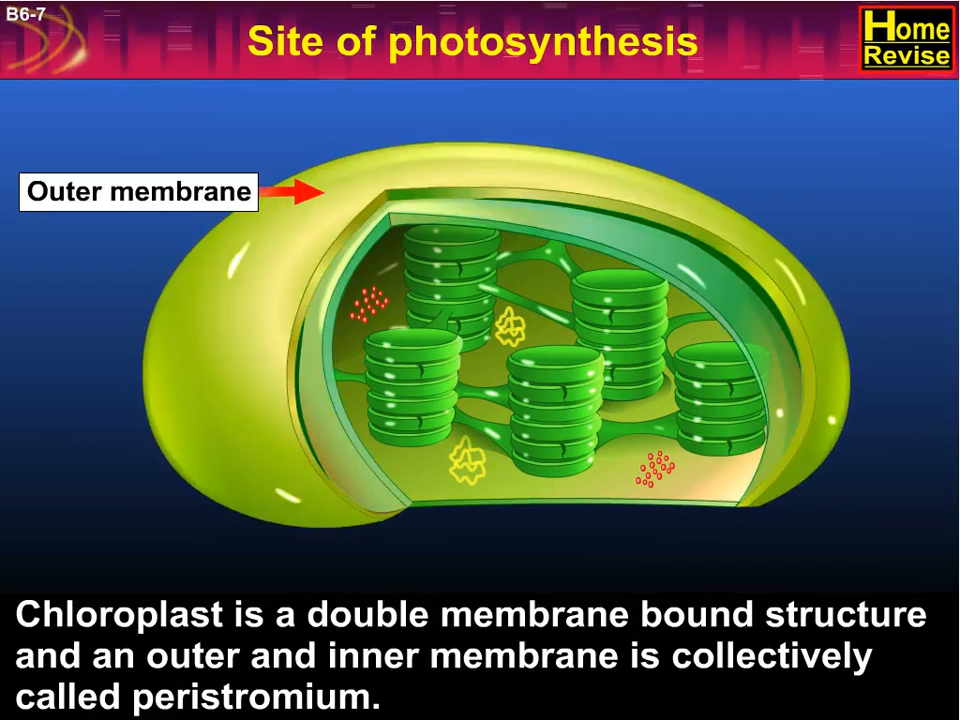 B6-7
Site of photosynthesis
Home
Revise
Outer membrane
Chloroplast is a double membrane bound structure
and an outer and inner membrane is collectively
called peristromium.